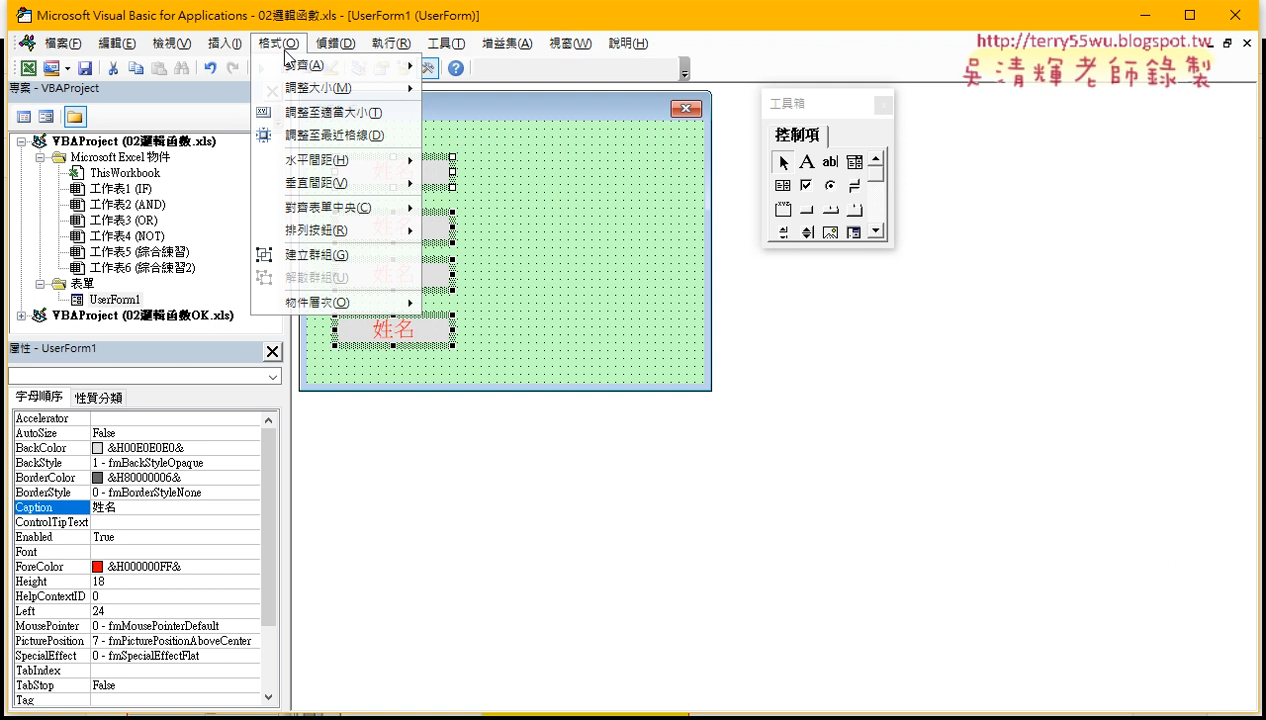 Microsoft Visual Basic for Applications - 02邏輯函數.xls - [UserForm1 (UserForm)]
檔案(F) 編輯(E) 檢視(V) 插入(I) 格式(O) 偵錯(D) 執行(R) 工具(T) 增益集(A) 視窗(W) 說明(H)
http://terry55wu.blogspot.tw
吳清輝老師錄製
專案 - VBAProject
VBAProject (02邏輯函數.xls)
Microsoft Excel 物件
ThisWorkbook
工作表1 (IF)
工作表2 (AND)
工作表3 (OR)
工作表4 (NOT)
工作表5 (綜合練習)
工作表6 (綜合練習2)
表單
UserForm1
VBAProject (02邏輯函數OK.xls)
對齊(A)
調整大小(M)
調整至適當大小(T)
調整至最近格線(D)
水平間距(H)
垂直間距(V)
對齊表單中央(C)
排列按鈕(R)
建立群組(G)
解散群組(U)
物件層次(O)
姓名
姓名
姓名
姓名
工具箱
控制項
屬性 - UserForm1
字母順序 性質分類
Accelerator
AutoSize False
BackColor &H00E0E0E0&
BackStyle 1 - fmBackStyleOpaque
BorderColor &H80000006&
BorderStyle 0 - fmBorderStyleNone
Caption 姓名
ControlTipText
Enabled True
Font
ForeColor &H000000FF&
Height 18
HelpContextID 0
Left 24
MousePointer 0 - fmMousePointerDefault
PicturePosition 7 - fmPicturePositionAboveCenter
SpecialEffect 0 - fmSpecialEffectFlat
TabIndex
TabStop False
Tag